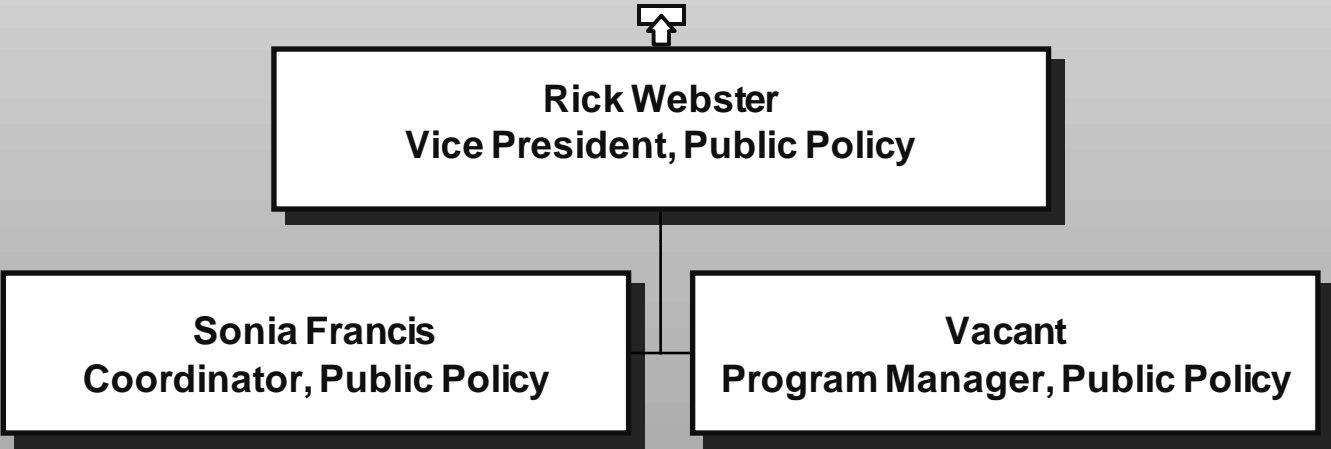 Rick Webster
Vice President, Public Policy
Sonia Francis
Coordinator, Public Policy
Vacant
Program Manager, Public Policy